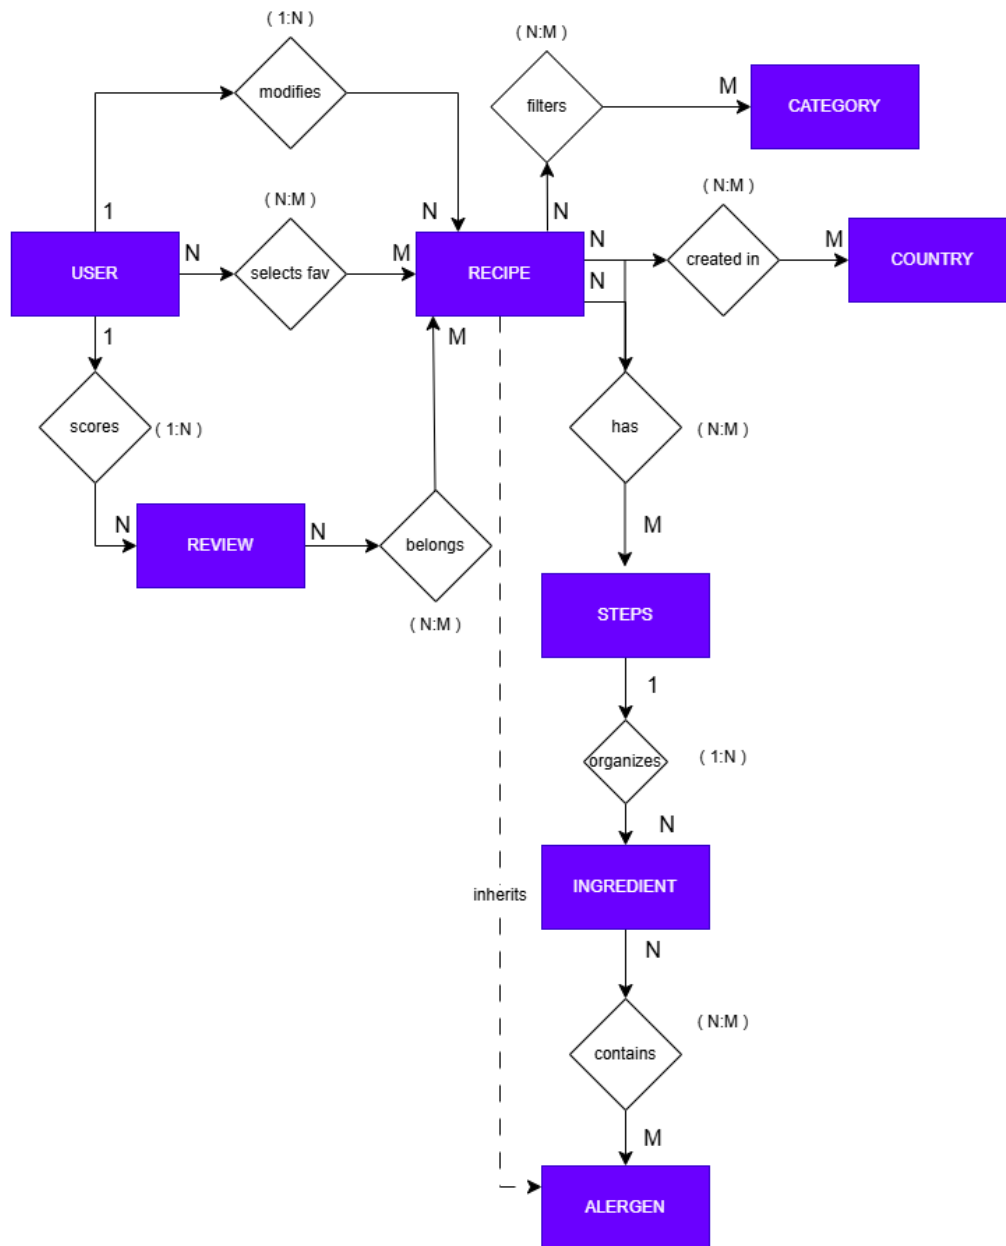 ( 1:N )
modifies
( N:M )
filters
M
CATEGORY
1
N
( N:M )
selects fav
N
M
USER
RECIPE
N
N
N
( N:M )
created in
M
COUNTRY
1
M
scores
( 1:N )
has
( N:M )
N
REVIEW
N
belongs
( N:M )
M
STEPS
1
organizes
( 1:N )
N
inherits
INGREDIENT
N
( N:M )
contains
M
ALERGEN